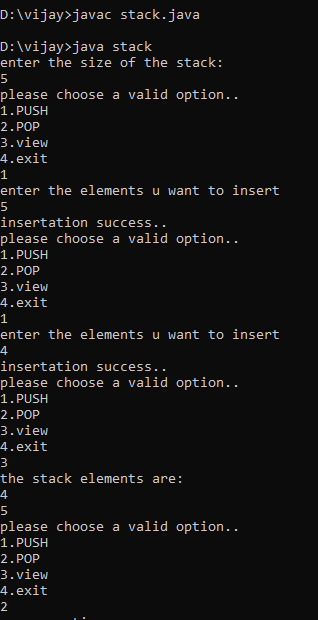 D:\vijay>javac stack.java
D:\vijay>java stack
enter the size of the stack:
5
please choose a valid option..
1.PUSH
2.POP
3.view
4.exit
1
enter the elements u want to insert
5
insertation success..
please choose a valid option..
1.PUSH
2.POP
3.view
4.exit
1
enter the elements u want to insert
4
insertation success..
please choose a valid option..
1.PUSH
2.POP
3.view
4.exit
3
the stack elements are:
4
5
please choose a valid option..
1.PUSH
2.POP
3.view
4.exit
2